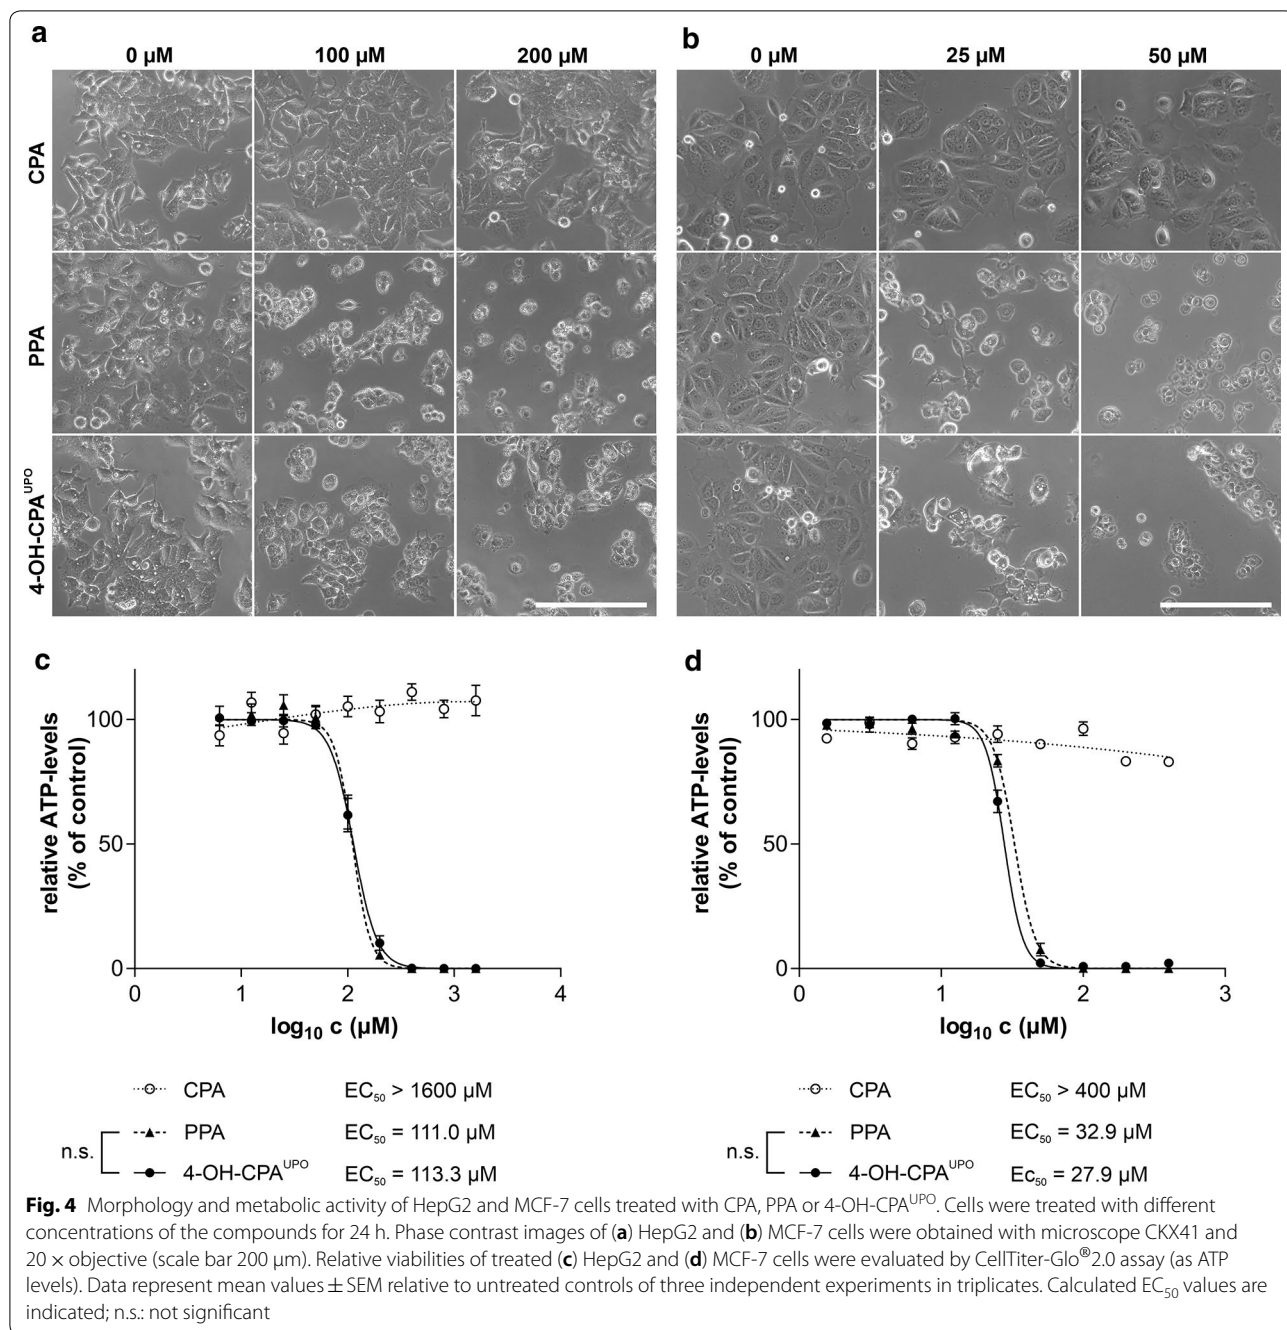 a
0 µM 100 µM 200 µM
CPA
PPA
4-OH-CPA^UPO
b
0 µM 25 µM 50 µM
c
relative ATP-levels
(% of control)
100
50
0
0 1 2 3 4
log₁₀ c (µM)
CPA EC₅₀ > 1600 µM
n.s.
PPA EC₅₀ = 111.0 µM
4-OH-CPA^UPO EC₅₀ = 113.3 µM
d
relative ATP-levels
(% of control)
100
50
0
0 1 2 3
log₁₀ c (µM)
CPA EC₅₀ > 400 µM
n.s.
PPA EC₅₀ = 32.9 µM
4-OH-CPA^UPO Ec₅₀ = 27.9 µM
Fig. 4 Morphology and metabolic activity of HepG2 and MCF-7 cells treated with CPA, PPA or 4-OH-CPA^UPO. Cells were treated with different
concentrations of the compounds for 24 h. Phase contrast images of (a) HepG2 and (b) MCF-7 cells were obtained with microscope CKX41 and
20 × objective (scale bar 200 µm). Relative viabilities of treated (c) HepG2 and (d) MCF-7 cells were evaluated by CellTiter-Glo®2.0 assay (as ATP
levels). Data represent mean values ± SEM relative to untreated controls of three independent experiments in triplicates. Calculated EC₅₀ values are
indicated; n.s.: not significant